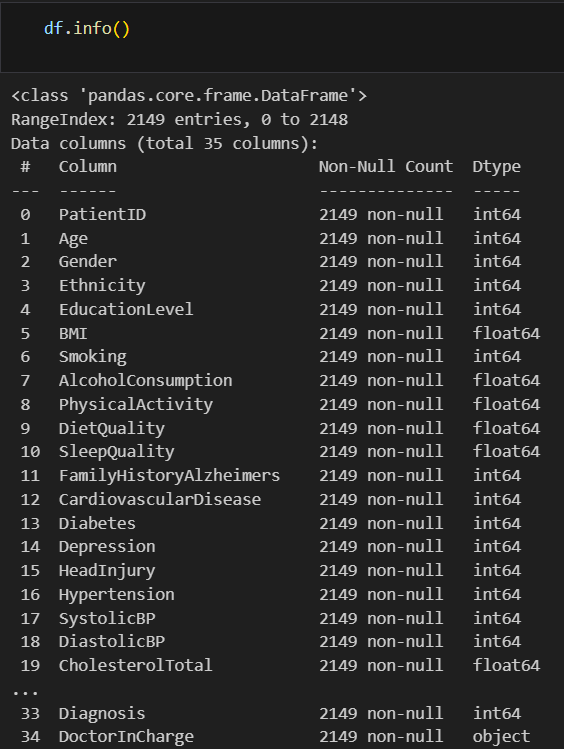 df.info()
<class 'pandas.core.frame.DataFrame'>
RangeIndex: 2149 entries, 0 to 2148
Data columns (total 35 columns):
 #   Column                     Non-Null Count  Dtype
---  ------                     --------------  -----
 0   PatientID                  2149 non-null   int64
 1   Age                        2149 non-null   int64
 2   Gender                     2149 non-null   int64
 3   Ethnicity                  2149 non-null   int64
 4   EducationLevel             2149 non-null   int64
 5   BMI                        2149 non-null   float64
 6   Smoking                    2149 non-null   int64
 7   AlcoholConsumption         2149 non-null   float64
 8   PhysicalActivity           2149 non-null   float64
 9   DietQuality                2149 non-null   float64
 10  SleepQuality               2149 non-null   float64
 11  FamilyHistoryAlzheimers    2149 non-null   int64
 12  CardiovascularDisease      2149 non-null   int64
 13  Diabetes                   2149 non-null   int64
 14  Depression                 2149 non-null   int64
 15  HeadInjury                 2149 non-null   int64
 16  Hypertension               2149 non-null   int64
 17  SystolicBP                 2149 non-null   int64
 18  DiastolicBP                2149 non-null   int64
 19  CholesterolTotal           2149 non-null   float64
...
 33  Diagnosis                  2149 non-null   int64
 34  DoctorInCharge             2149 non-null   object